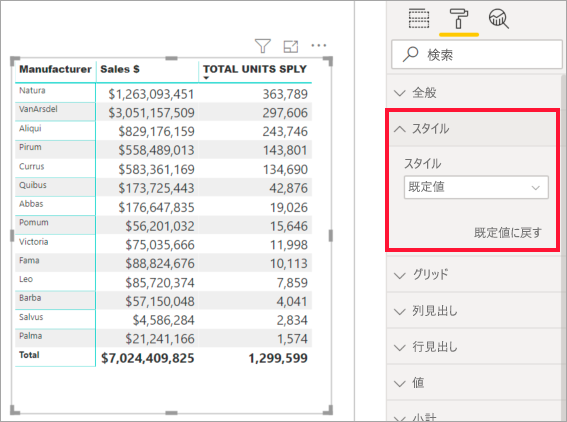 Manufacturer Sales $ TOTAL UNITS SPLY
Natura $1,263,093,451 363,789
VanArsdel $3,051,157,509 297,606
Aliqui $829,176,159 243,746
Pirum $558,489,013 143,801
Currus $583,361,169 134,690
Quibus $173,725,443 42,876
Abbas $176,647,835 19,026
Pomum $56,201,032 15,646
Victoria $75,035,666 11,998
Fama $88,824,676 10,113
Leo $85,720,374 7,859
Barba $57,150,048 4,041
Salvus $4,586,284 2,834
Palma $21,241,166 1,574
Total $7,024,409,825 1,299,599
検索
全般
スタイル
スタイル
既定値
既定値に戻す
グリッド
列見出し
行見出し
値
小計